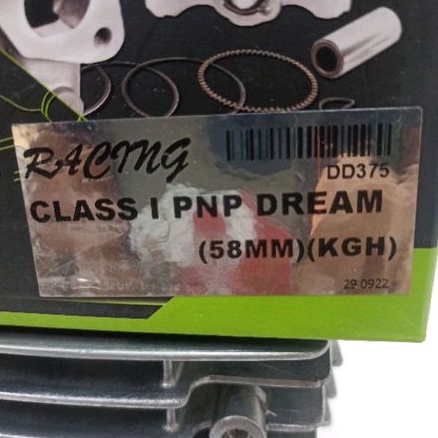 RACING
DD375
CLASS I PNP DREAM
(58MM)(KGH)
29 0922